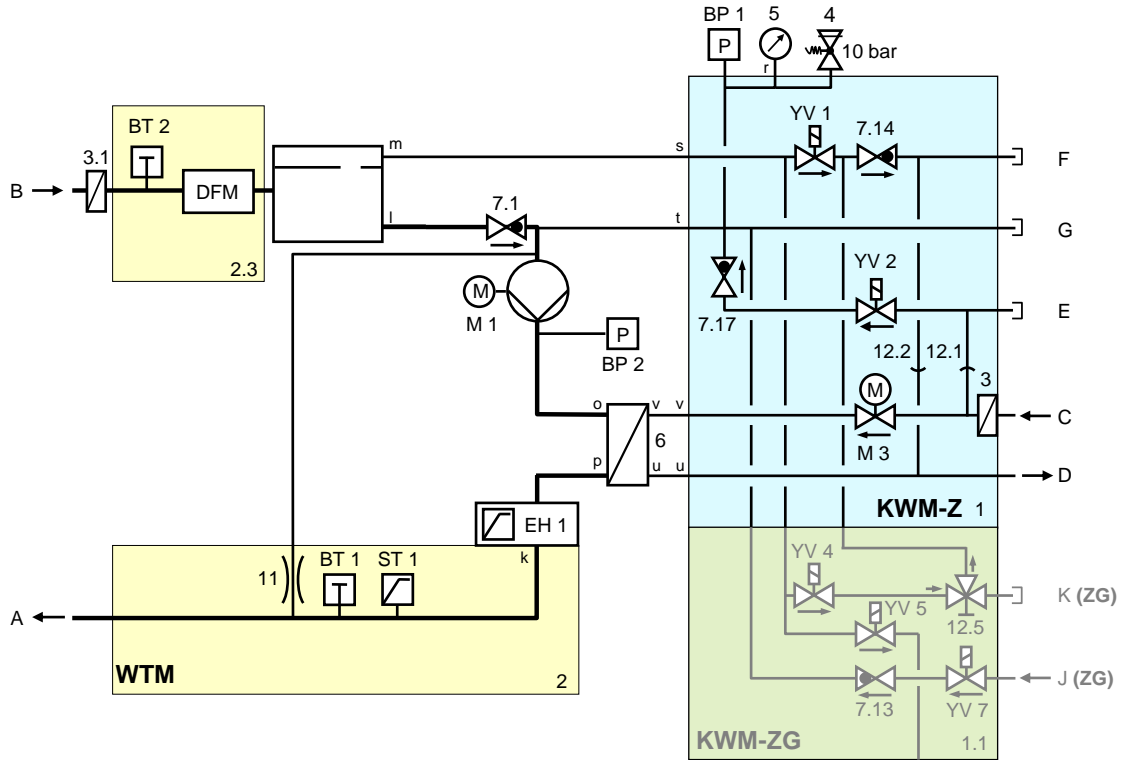 BP 1
5
4
P
r
10 bar
YV 1
7.14
BT 2
3.1
m
s
F
B
DFM
7.1
l
t
G
2.3
YV 2
M
M 1
7.17
E
P
BP 2
12.2
12.1
3
M
o
v
v
C
6
M 3
p
u
u
D
KWM-Z
1
EH 1
k
YV 4
BT 1
ST 1
11
YV 5
K (ZG)
12.5
A
WTM
2
J (ZG)
7.13
YV 7
KWM-ZG
1.1